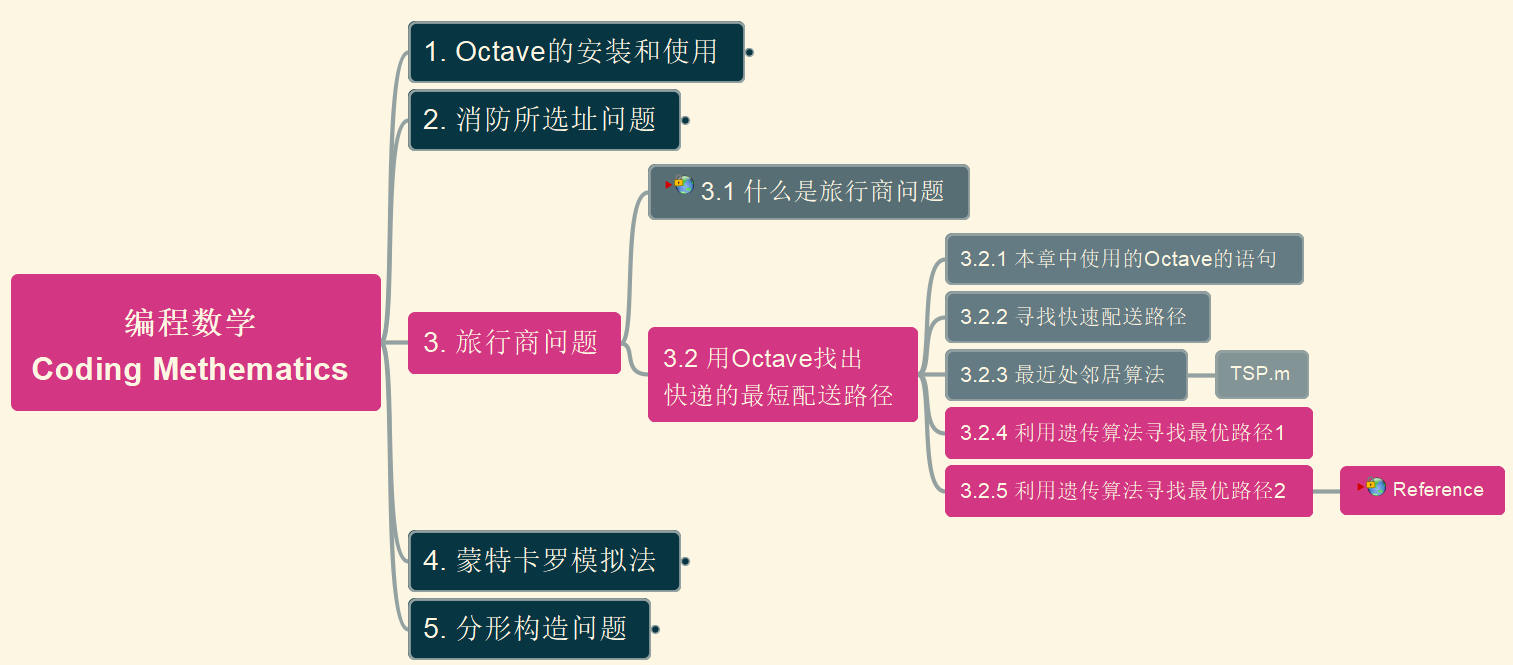 1. Octave的安装和使用
2. 消防所选址问题
3.1 什么是旅行商问题
3.2.1 本章中使用的Octave的语句
3.2.2 寻找快速配送路径
编程数学
Coding Methematics
3. 旅行商问题
3.2 用Octave找出
快递的最短配送路径
3.2.3 最近处邻居算法
TSP.m
3.2.4 利用遗传算法寻找最优路径1
3.2.5 利用遗传算法寻找最优路径2
Reference
4. 蒙特卡罗模拟法
5. 分形构造问题